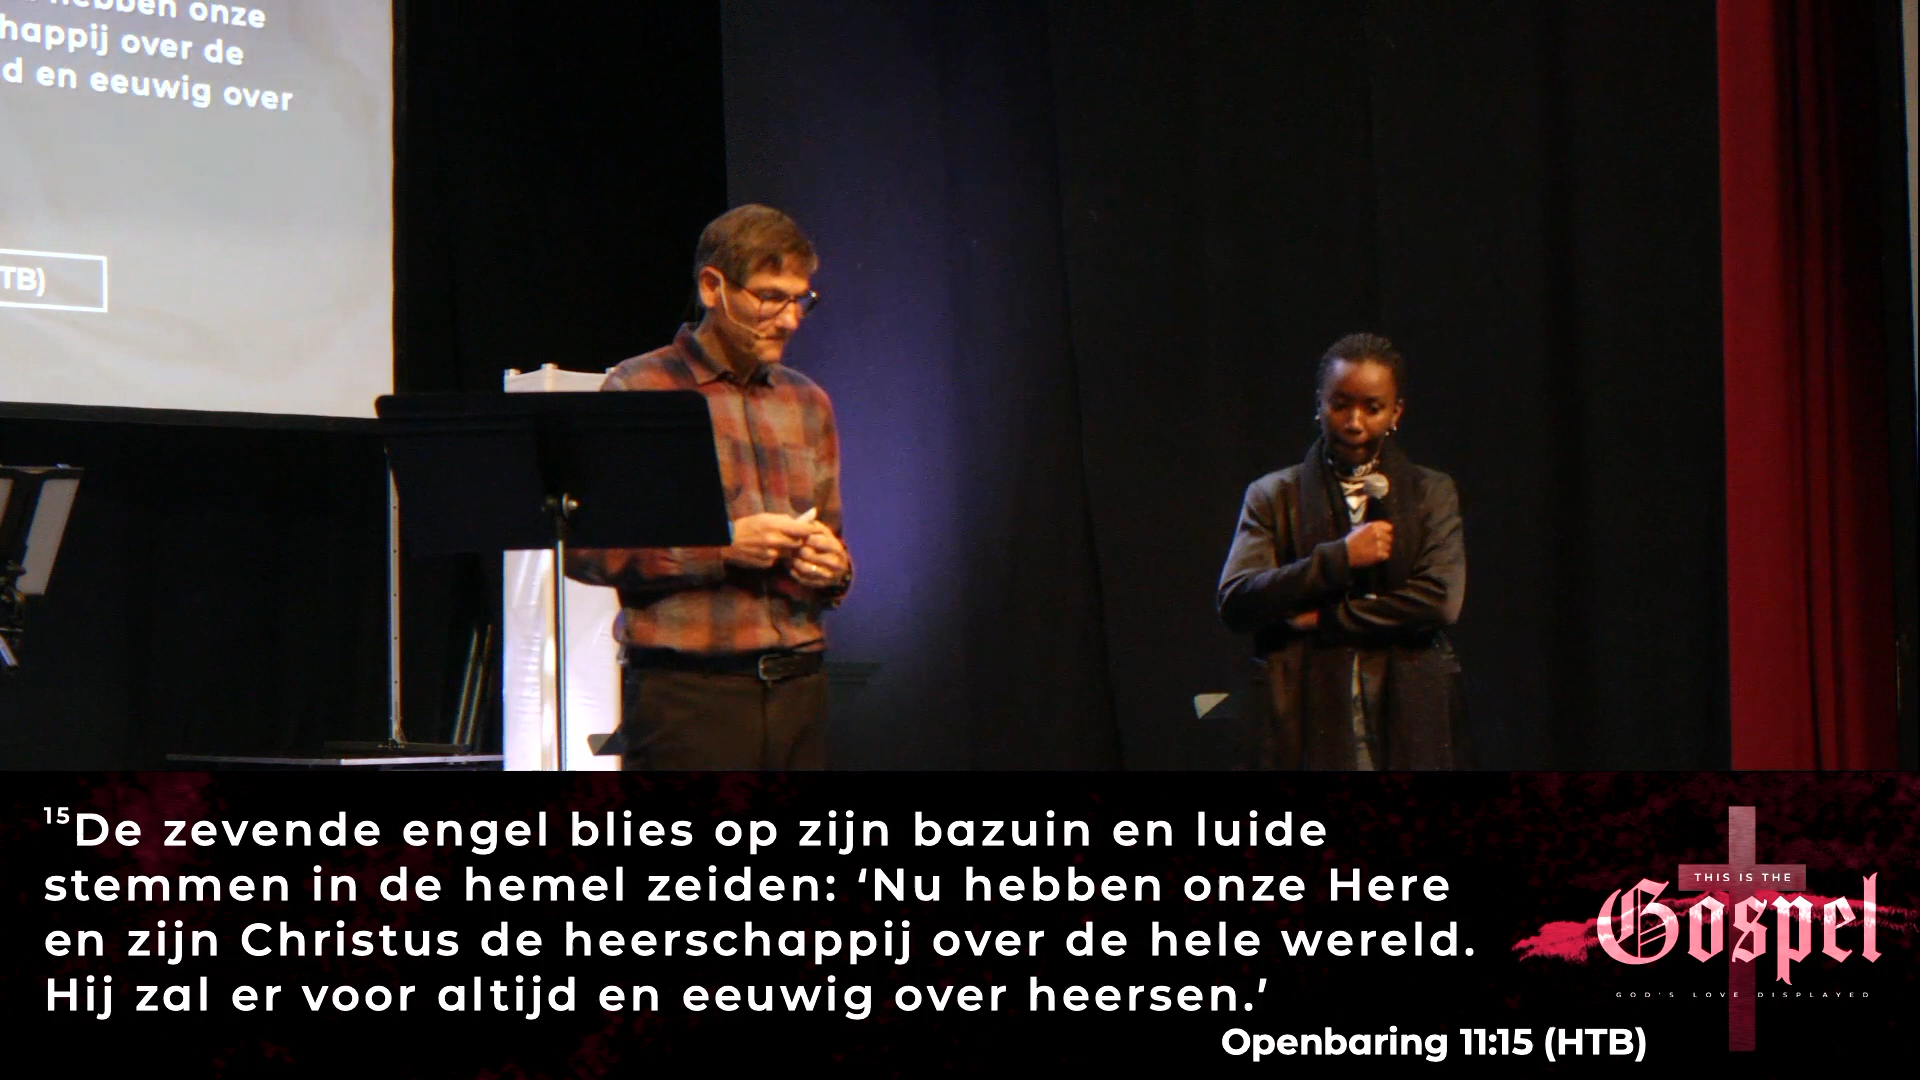 hebben onze
happij over de
d en eeuwig over
TB)
¹⁵De zevende engel blies op zijn bazuin en luide
stemmen in de hemel zeiden: ‘Nu hebben onze Here
en zijn Christus de heerschappij over de hele wereld.
Hij zal er voor altijd en eeuwig over heersen.’
Openbaring 11:15 (HTB)
THIS IS THE
Gospel
GOD'S LOVE DISPLAYED